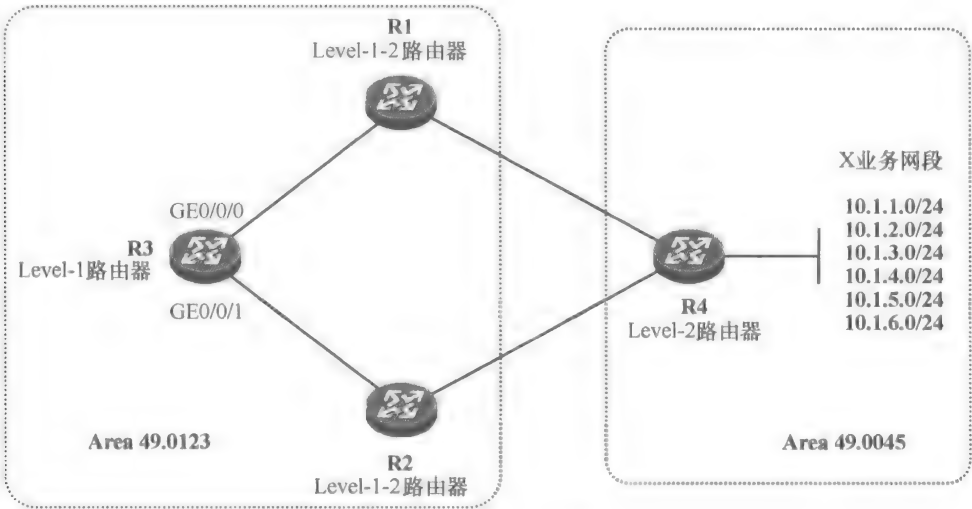 R1
Level-1-2路由器
X业务网段
10.1.1.0/24
10.1.2.0/24
10.1.3.0/24
10.1.4.0/24
10.1.5.0/24
10.1.6.0/24
GE0/0/0
R3
Level-1路由器
GE0/0/1
R4
Level-2路由器
Area 49.0123
R2
Level-1-2路由器
Area 49.0045